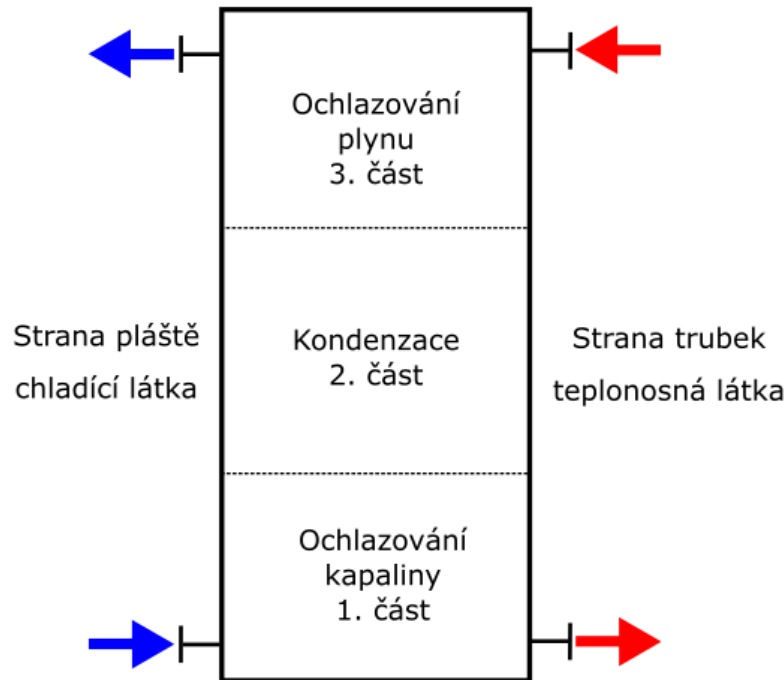 Ochlazování
plynu
3. část
Strana pláště
chladící látka
Kondenzace
2. část
Strana trubek
teplonosná látka
Ochlazování
kapaliny
1. část